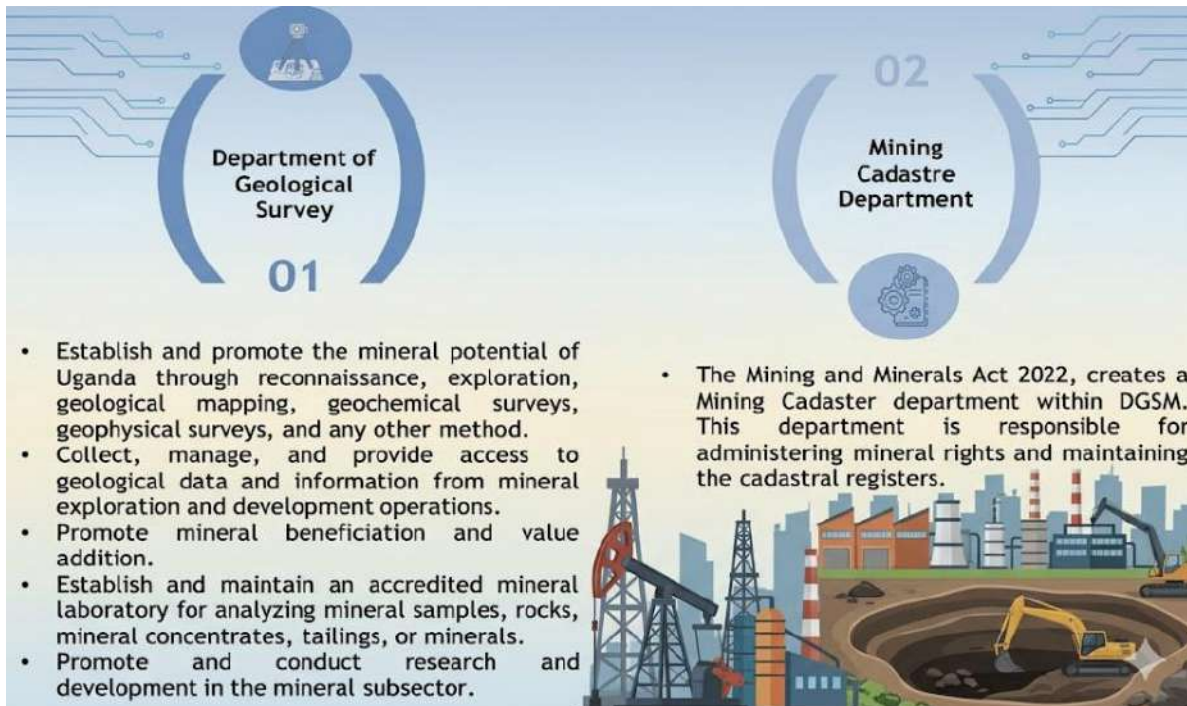 Department of
Geological
Survey
01
• Establish and promote the mineral potential of
Uganda through reconnaissance, exploration,
geological mapping, geochemical surveys,
geophysical surveys, and any other method.
• Collect, manage, and provide access to
geological data and information from mineral
exploration and development operations.
• Promote mineral beneficiation and value
addition.
• Establish and maintain an accredited mineral
laboratory for analyzing mineral samples, rocks,
mineral concentrates, tailings, or minerals.
• Promote and conduct research and
development in the mineral subsector.
02
Mining
Cadastre
Department
• The Mining and Minerals Act 2022, creates a
Mining Cadaster department within DGSM.
This department is responsible for
administering mineral rights and maintaining
the cadastral registers.